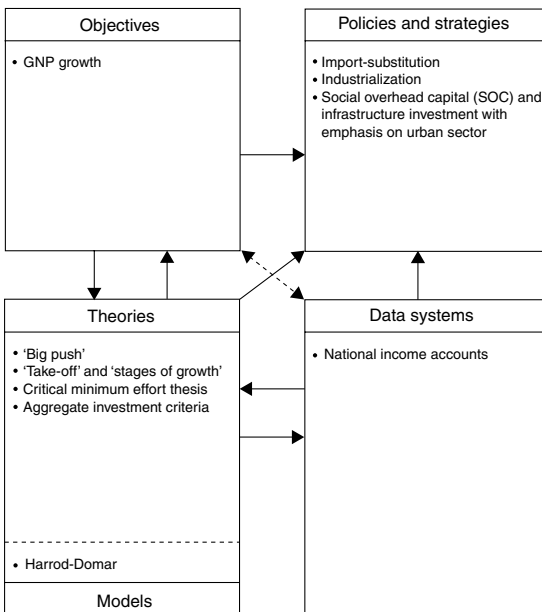 Objectives
• GNP growth
Policies and strategies
• Import-substitution
• Industrialization
• Social overhead capital (SOC) and
infrastructure investment with
emphasis on urban sector
Theories
• ‘Big push’
• ‘Take-off’ and ‘stages of growth’
• Critical minimum effort thesis
• Aggregate investment criteria
• Harrod-Domar
Models
Data systems
• National income accounts